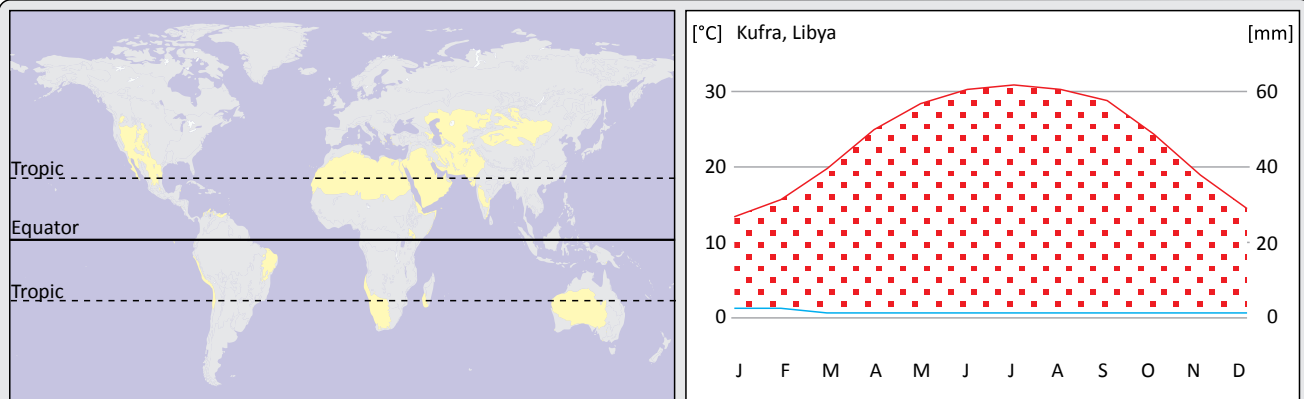 Tropic
Equator
Tropic
[°C] Kufra, Libya [mm]
30 60
20 40
10 20
0 0
J F M A M J J A S O N D